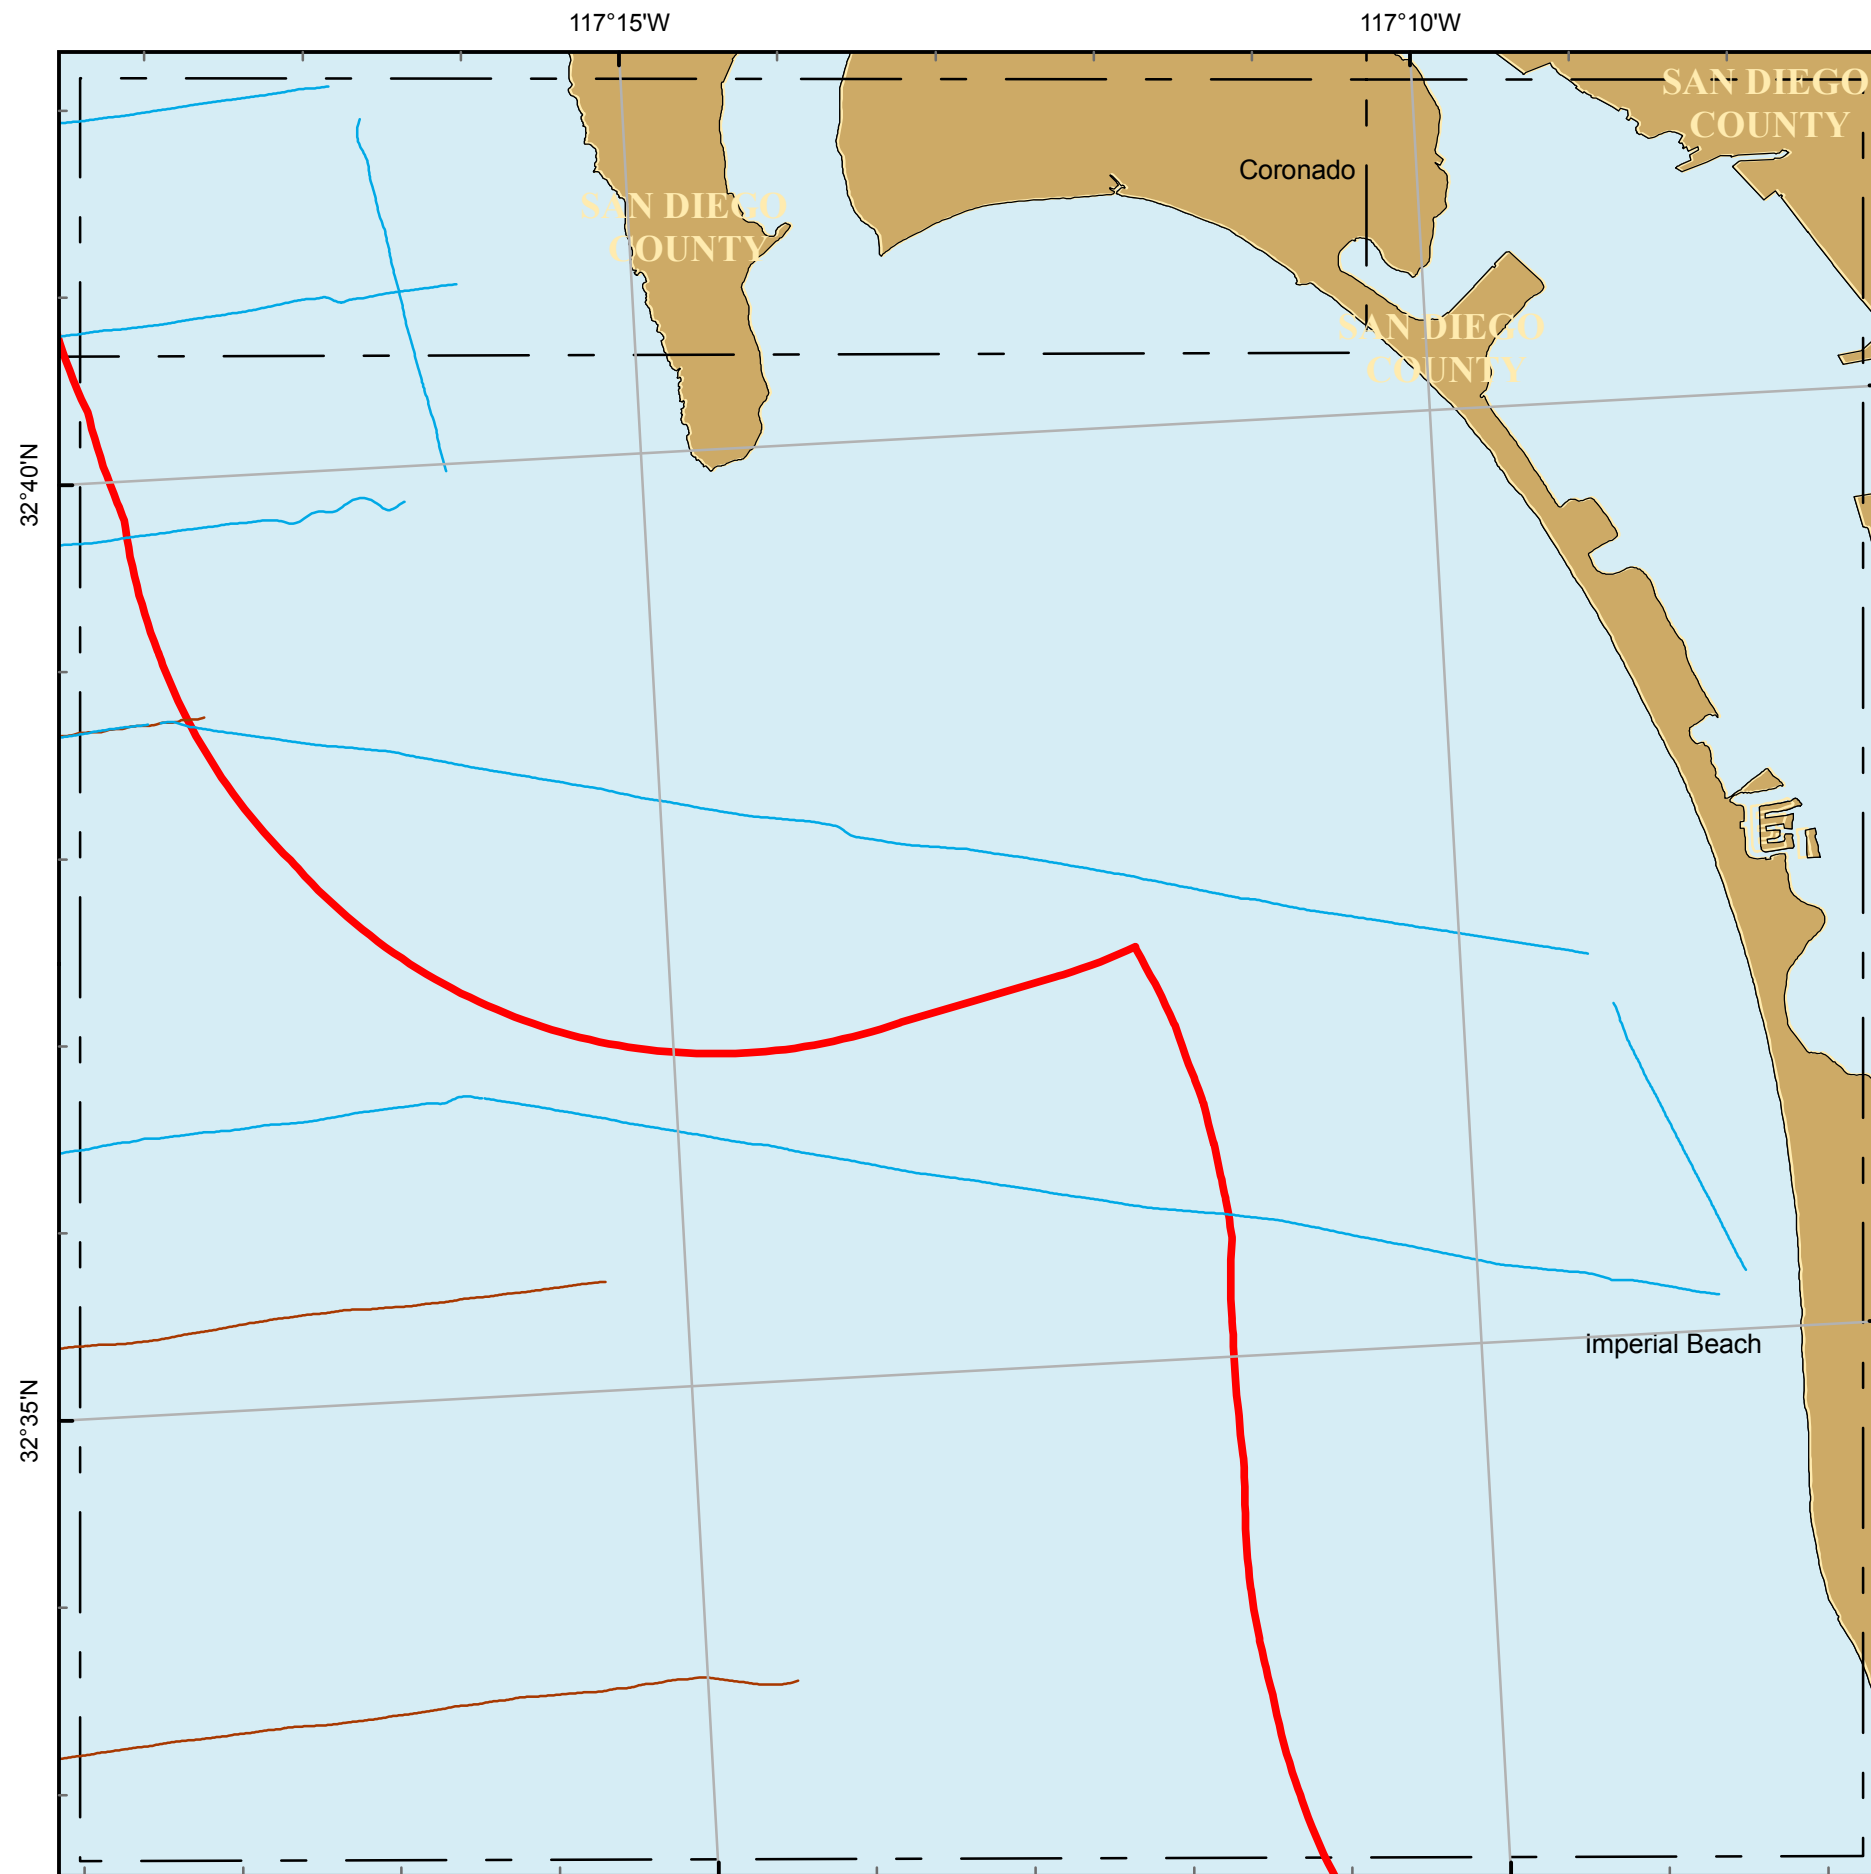 117°15'W
117°10'W
SAN DIEGO
COUNTY
Coronado
SAN DIEGO
COUNTY
SAN DIEGO
COUNTY
32°40'N
Imperial Beach
32°35'N